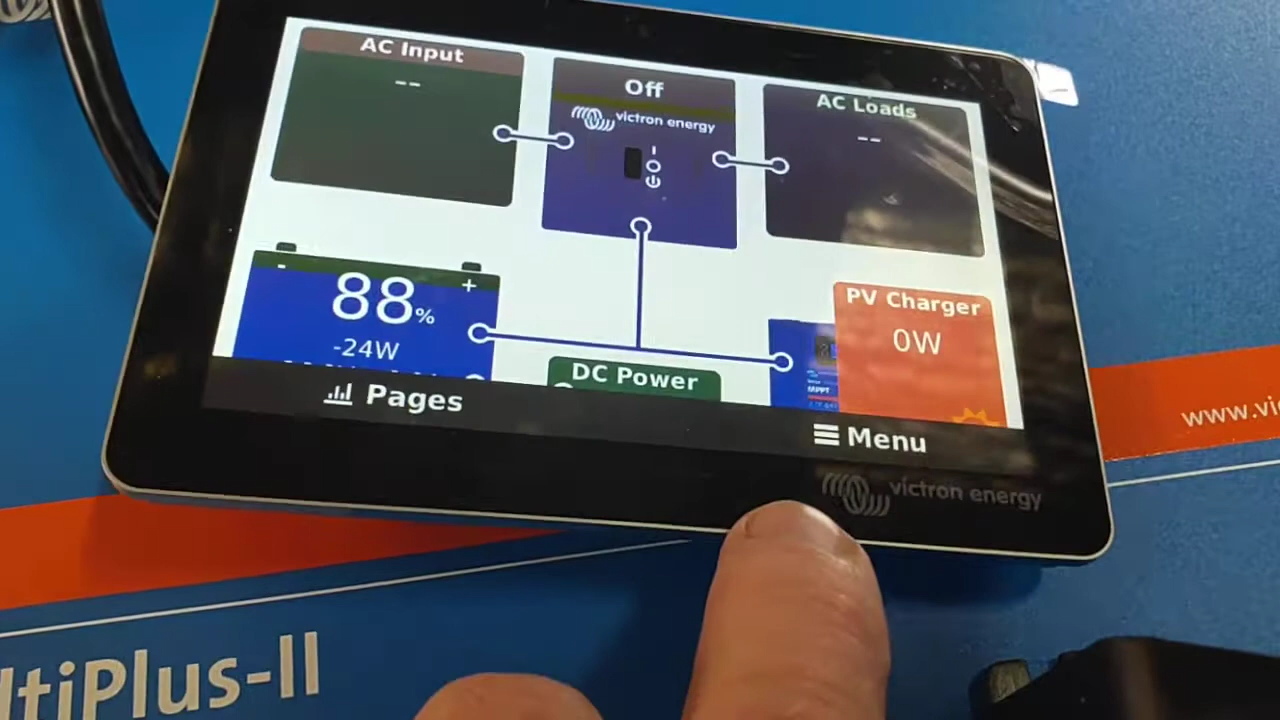 AC Input
--
Off
victron energy
AC Loads
--
- +
88%
-24W
DC Power
PV Charger
0W
MPPT
Pages
Menu
victron energy
www.vi
ltiPlus-II